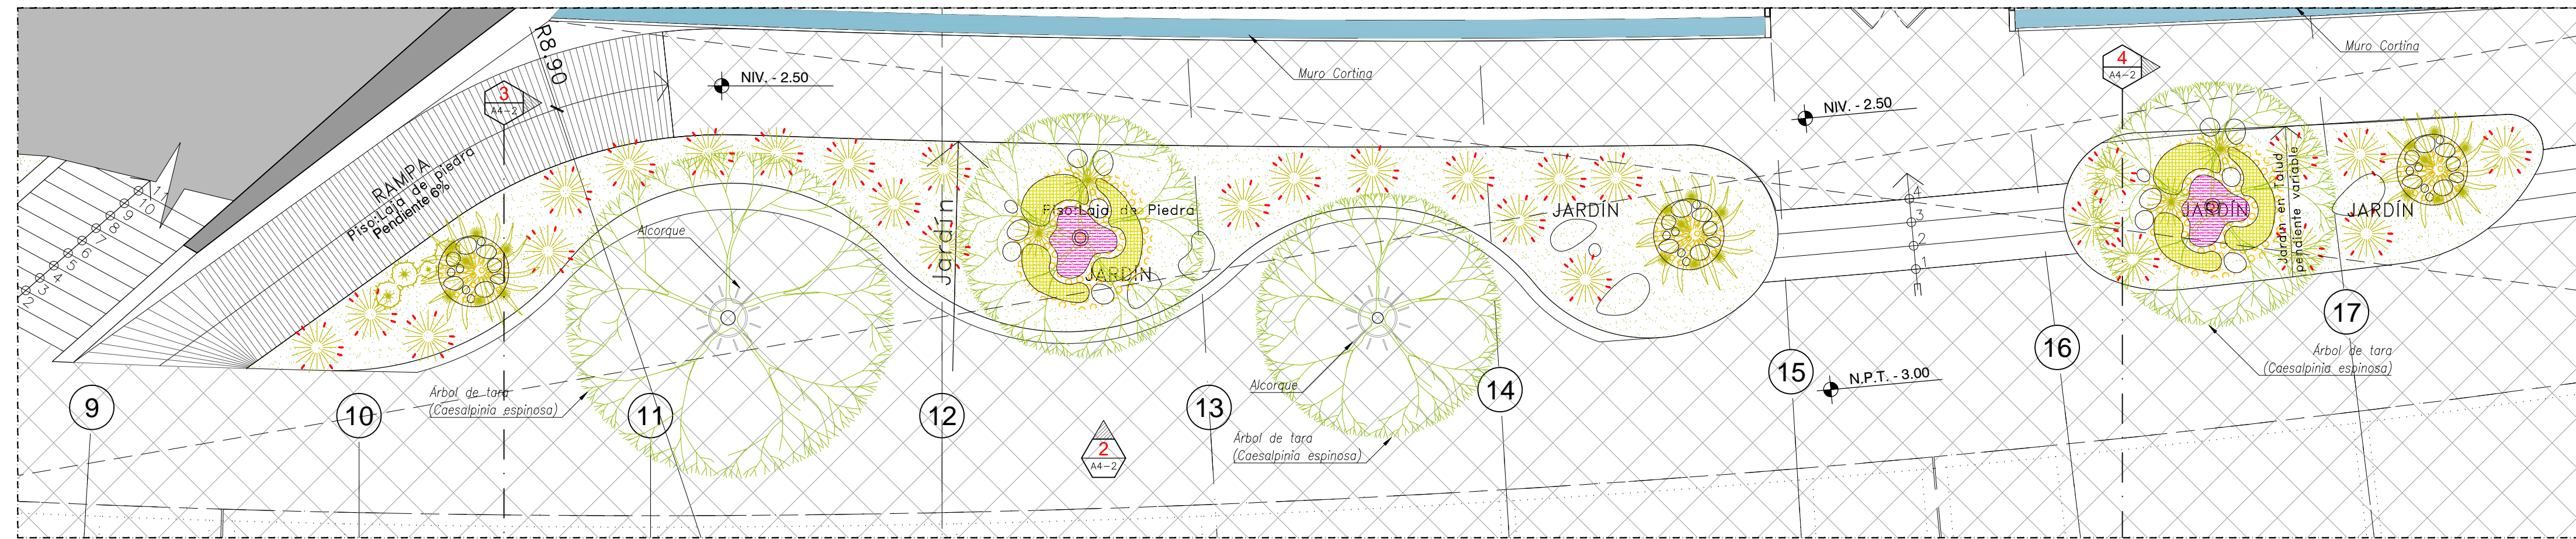 R8.90
3
A4-2
NIV. - 2.50
Muro Cortina
NIV. - 2.50
4
A4-2
Muro Cortina
RAMPA
Piso:Laja de piedra
Pendiente 6%
11
10
9
8
7
6
5
4
3
2
Alcorque
Jardín
Piso:Laja de Piedra
JARDÍN
JARDÍN
4
3
2
1
JARDÍN
Jardín en Talud
pendiente variable
JARDÍN
Árbol de tara
(Caesalpinia espinosa)
Alcorque
Árbol de tara
(Caesalpinia espinosa)
N.P.T. - 3.00
Árbol de tara
(Caesalpinia espinosa)
9
10
11
12
13
14
15
16
17
2
A4-2